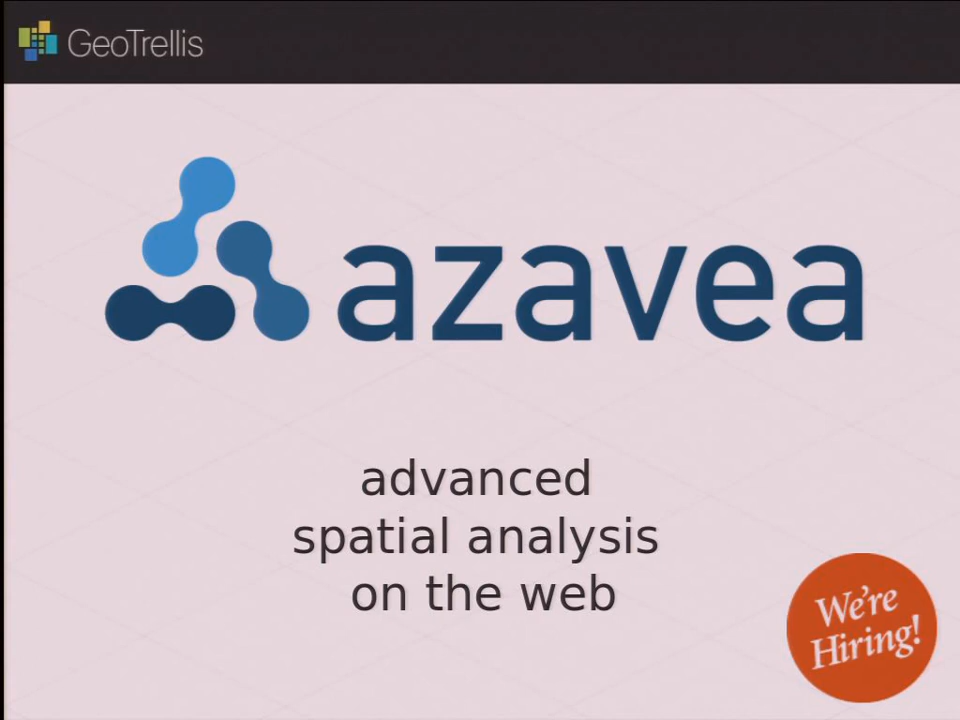 GeoTrellis
azavea
advanced
spatial analysis
on the web
We're
Hiring!